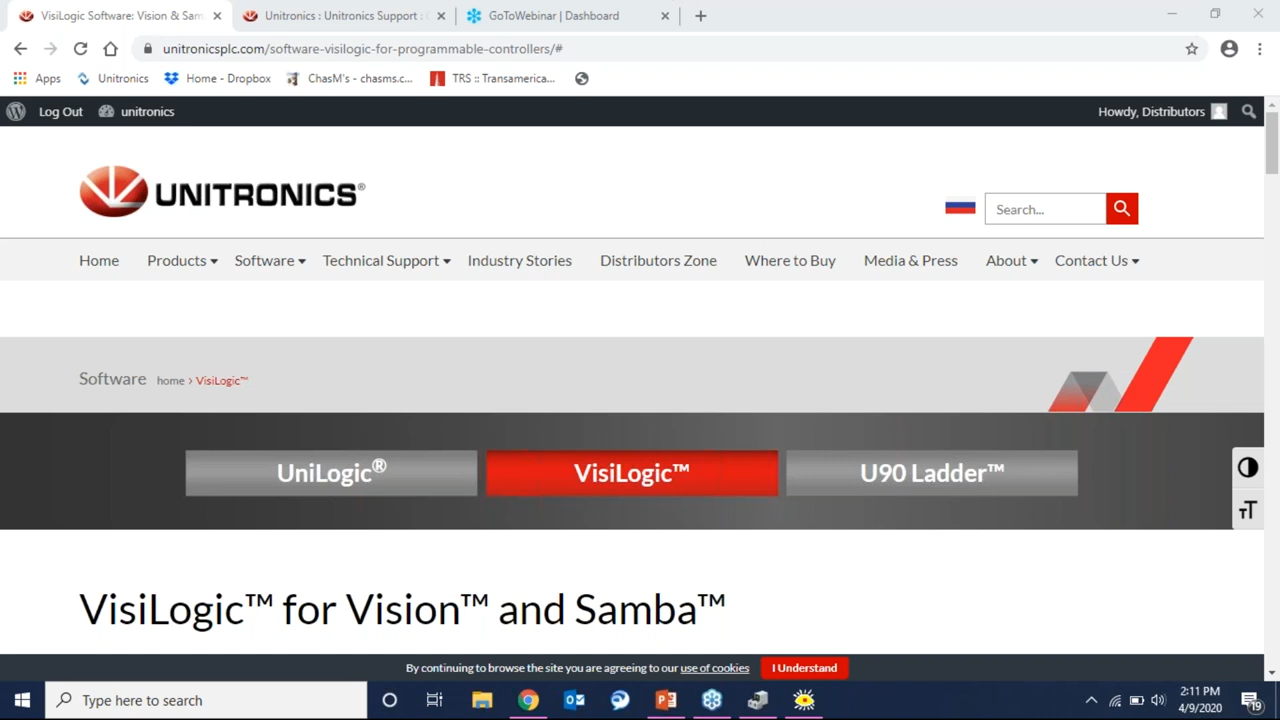 VisiLogic Software: Vision & Sam
Unitronics : Unitronics Support : C
GoToWebinar | Dashboard
unitronicsplc.com/software-visilogic-for-programmable-controllers/#
Apps
Unitronics
Home - Dropbox
ChasM's - chasms.c...
TRS :: Transamerica...
Log Out
unitronics
Howdy, Distributors
UNITRONICS®
Search...
Home
Products
Software
Technical Support
Industry Stories
Distributors Zone
Where to Buy
Media & Press
About
Contact Us
Software home > VisiLogic™
UniLogic®
VisiLogic™
U90 Ladder™
TT
VisiLogic™ for Vision™ and Samba™
By continuing to browse the site you are agreeing to our use of cookies
I Understand
Type here to search
2:11 PM
4/9/2020
19